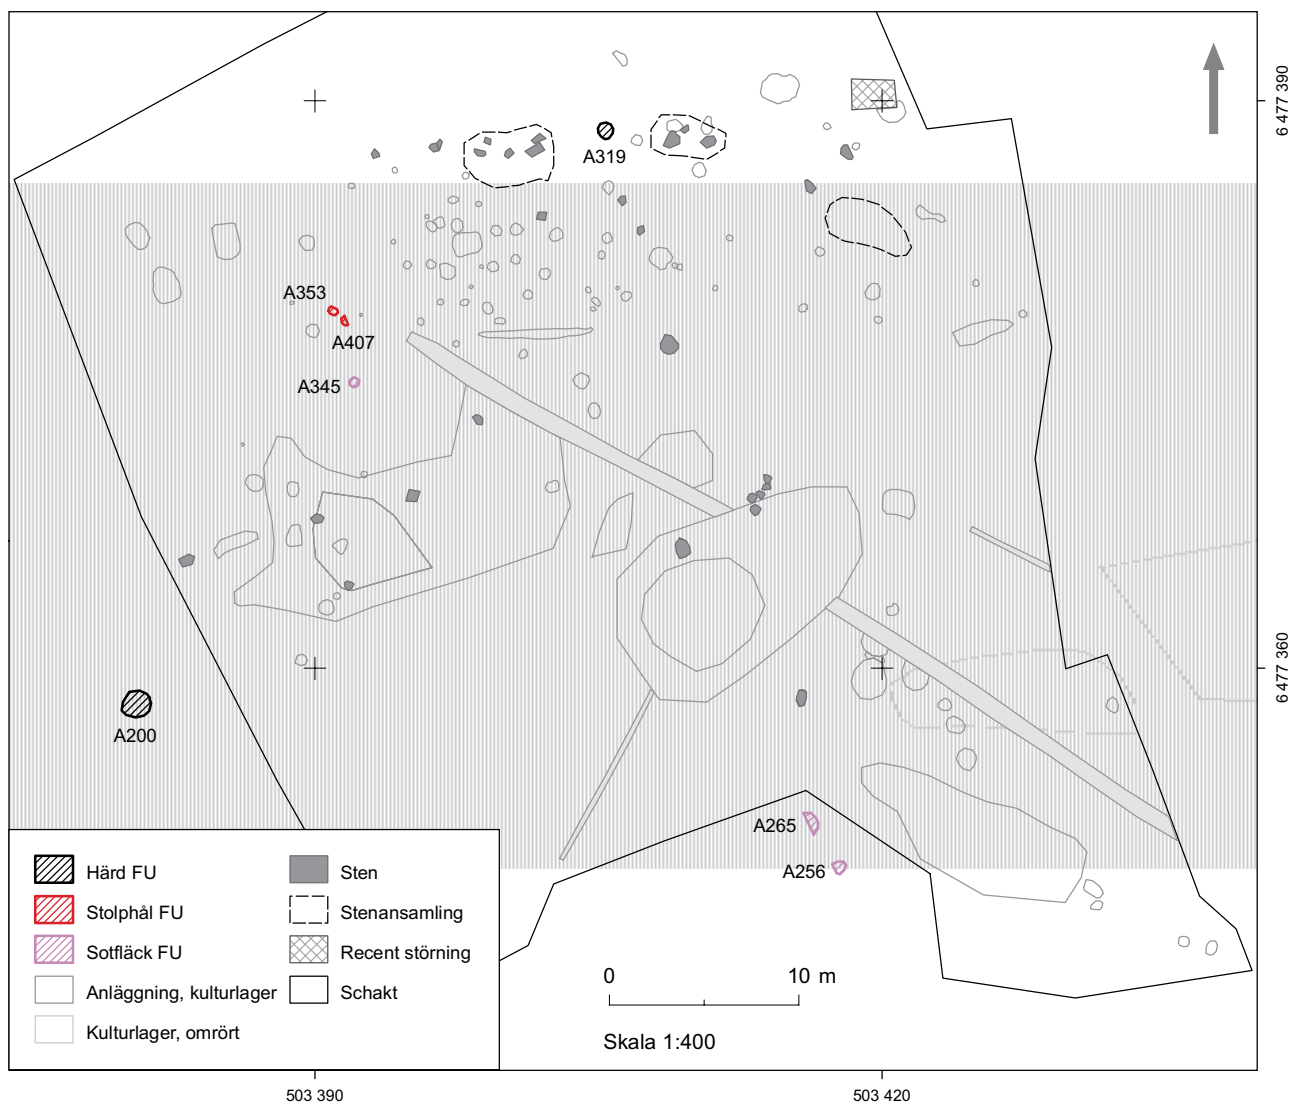 6 477 390
A319
A353
A407
A345
6 477 360
A200
A265
A256
Härd FU
Stolphål FU
Sotfläck FU
Anläggning, kulturlager
Kulturlager, omrört
Sten
Stenansamling
Recent störning
Schakt
0 10 m
Skala 1:400
503 390
503 420